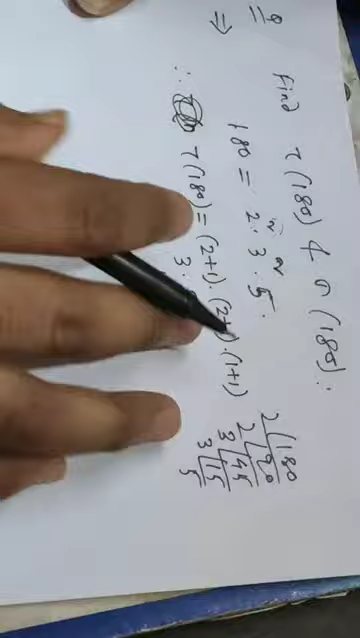 Q Find τ(180) & σ(180):
⇒ 180 = 2² · 3² · 5.
∴ τ(180) = (2+1) · (2+1) · (1+1)
3 ·
2 180
2 90
3 45
3 15
5